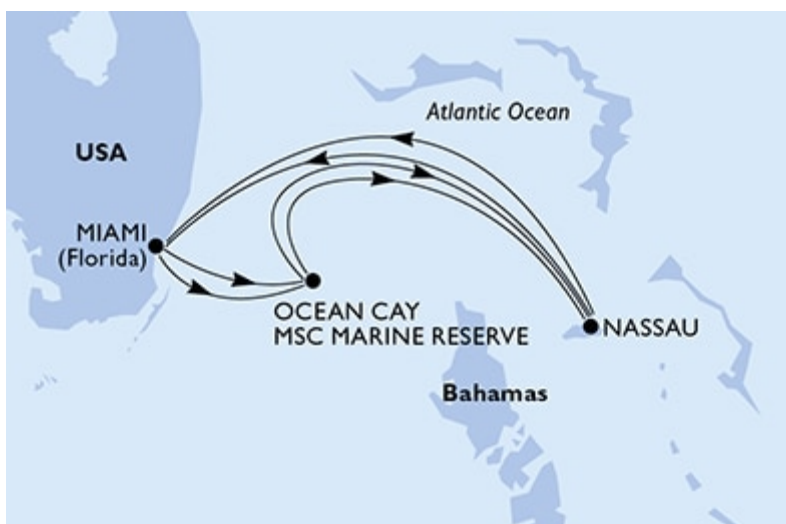 Atlantic Ocean
USA
MIAMI
(Florida)
OCEAN CAY
MSC MARINE RESERVE
NASSAU
Bahamas